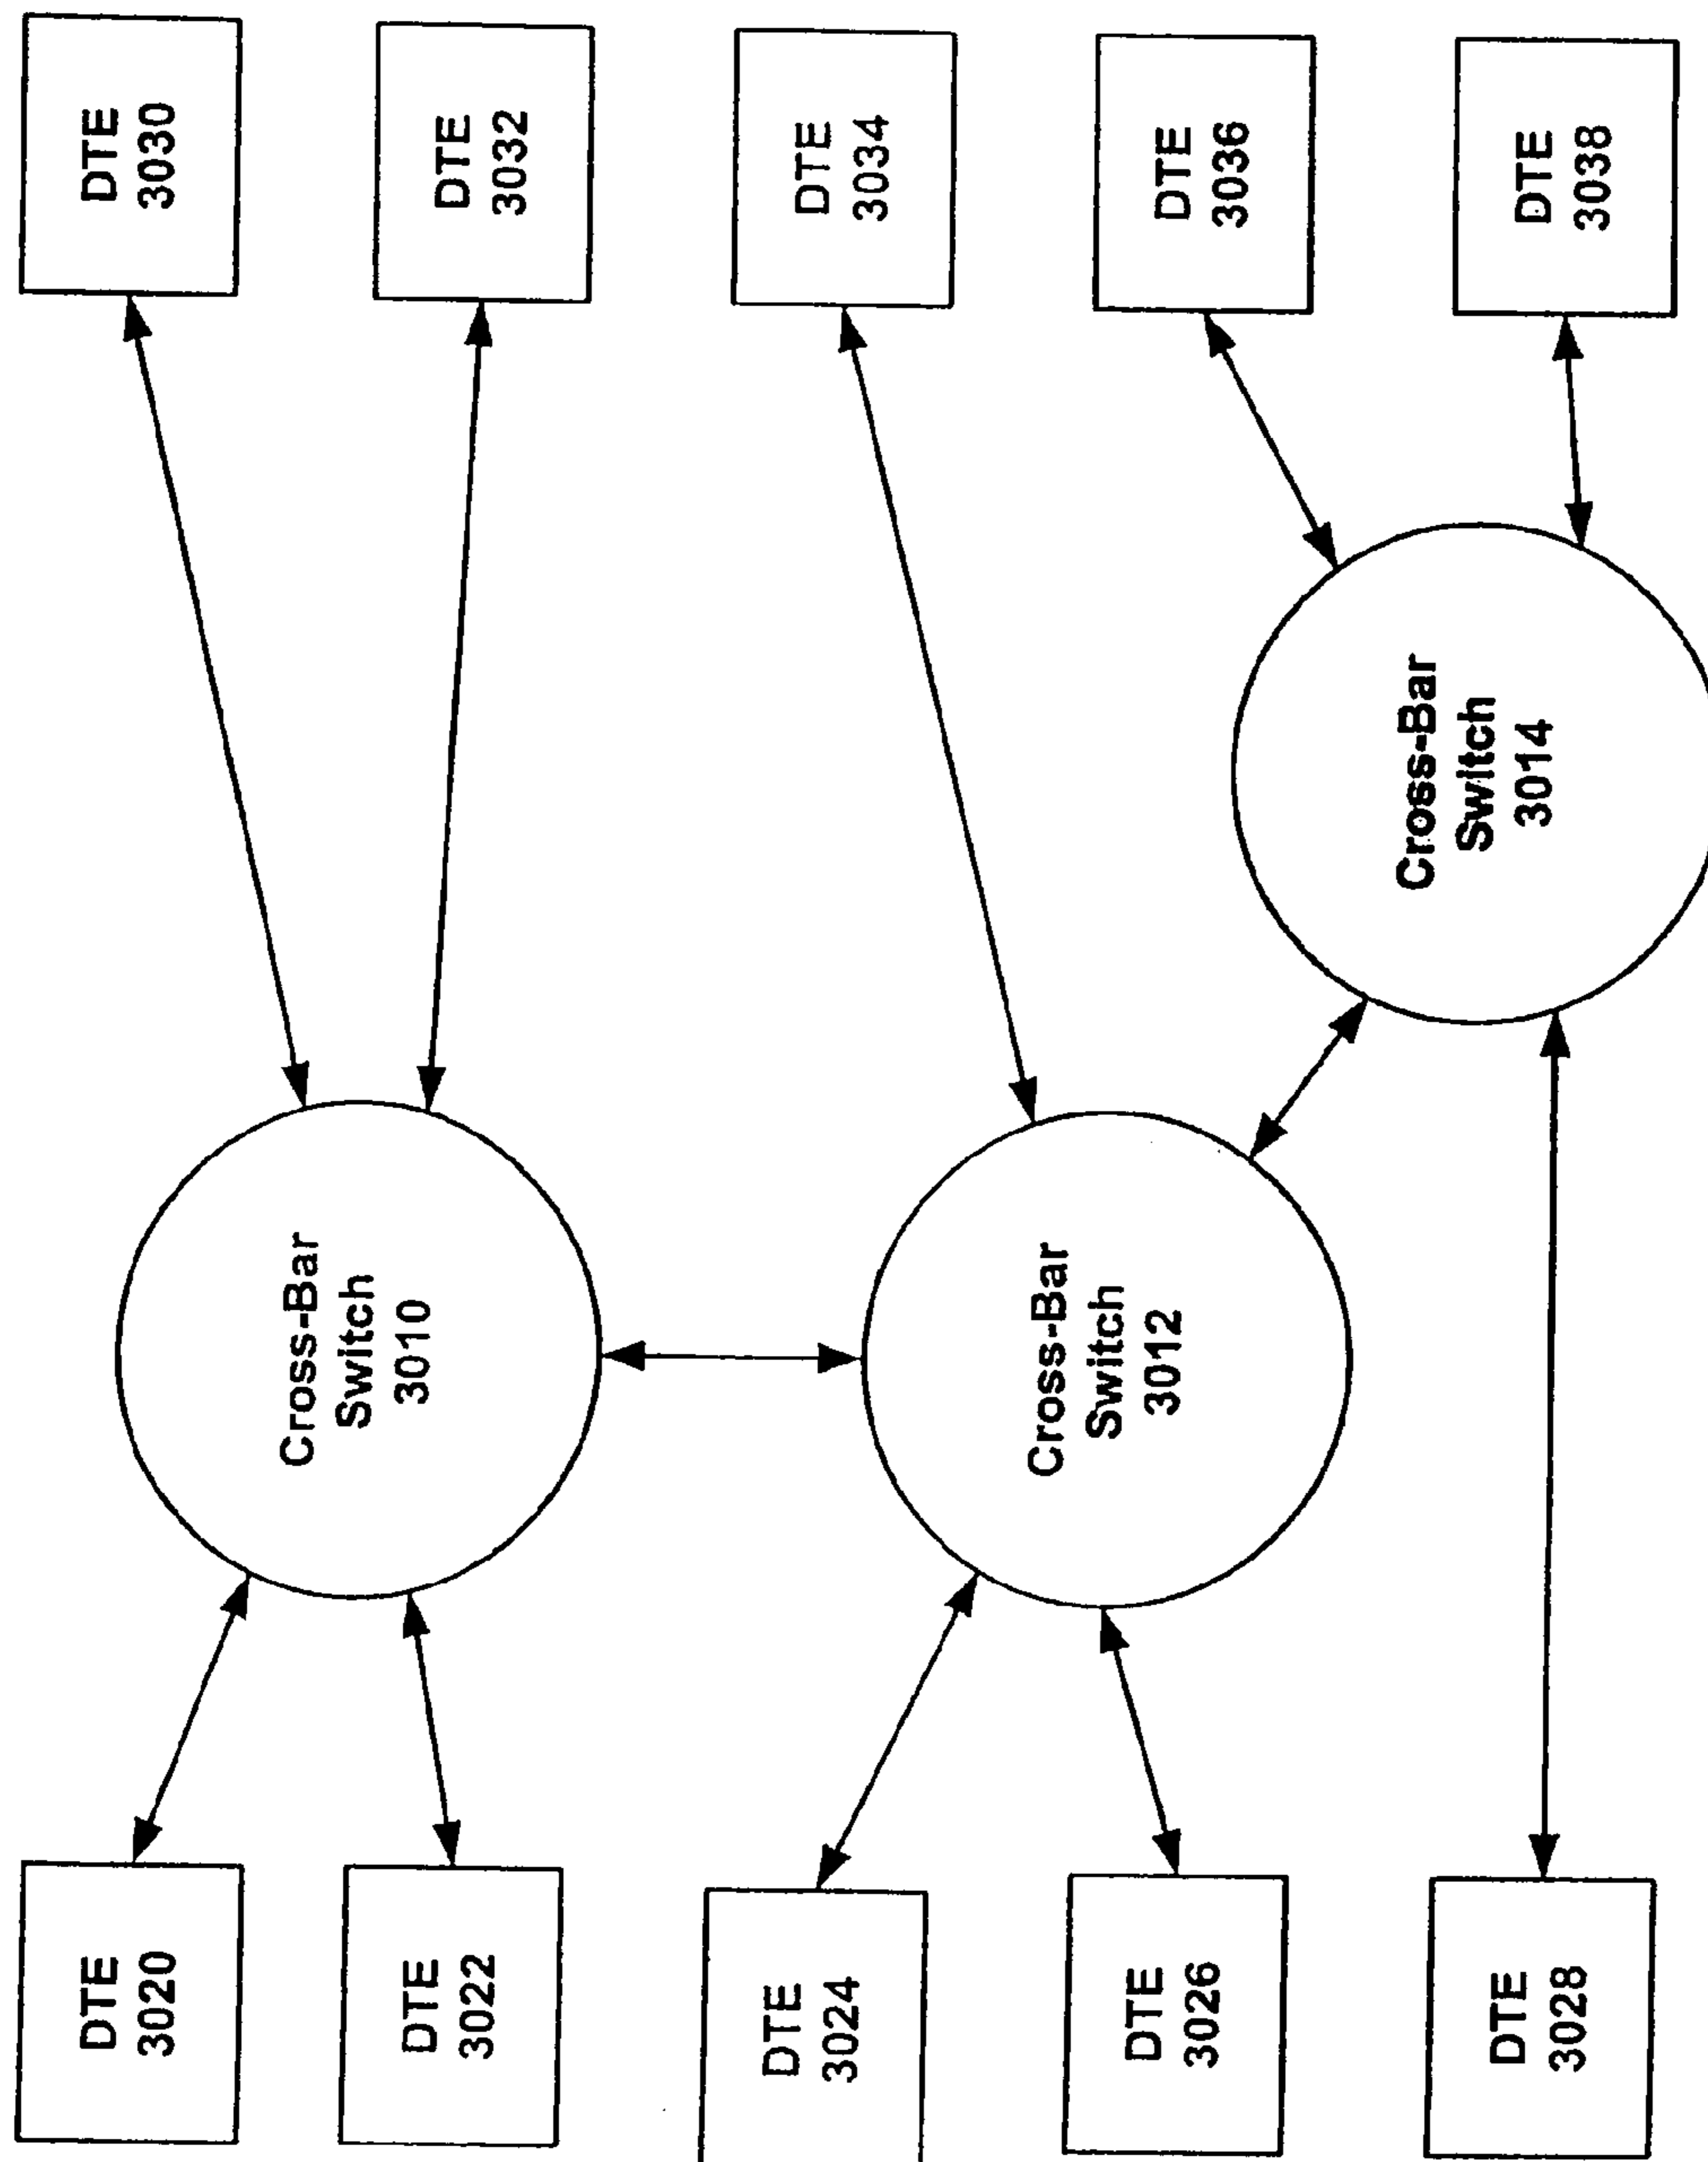 DTE
3020
DTE
3022
DTE
3024
DTE
3026
DTE
3028
Cross-Bar
Switch
3010
Cross-Bar
Switch
3012
Cross-Bar
Switch
3014
DTE
3030
DTE
3032
DTE
3034
DTE
3036
DTE
3038